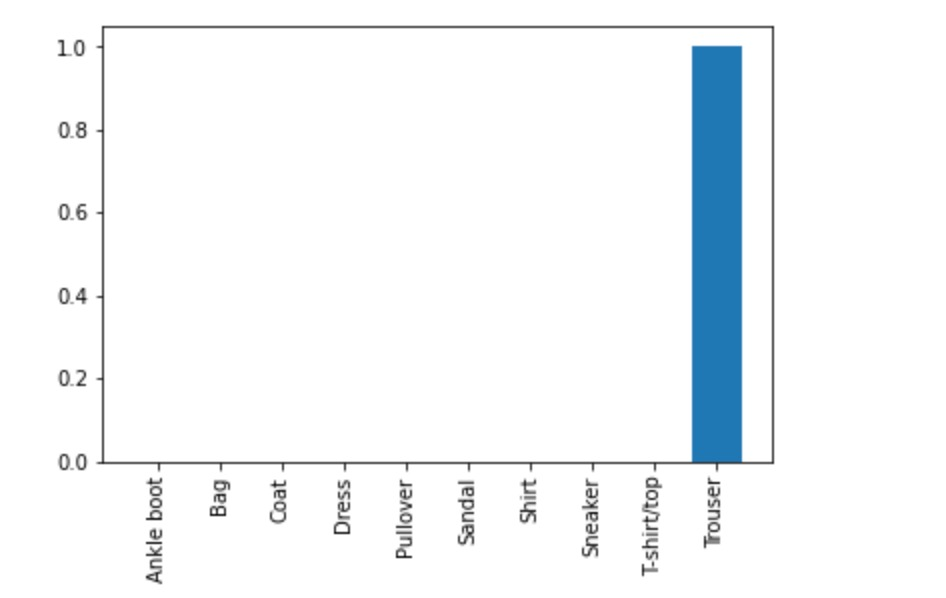 1.0
0.8
0.6
0.4
0.2
0.0
Ankle boot
Bag
Coat
Dress
Pullover
Sandal
Shirt
Sneaker
T-shirt/top
Trouser